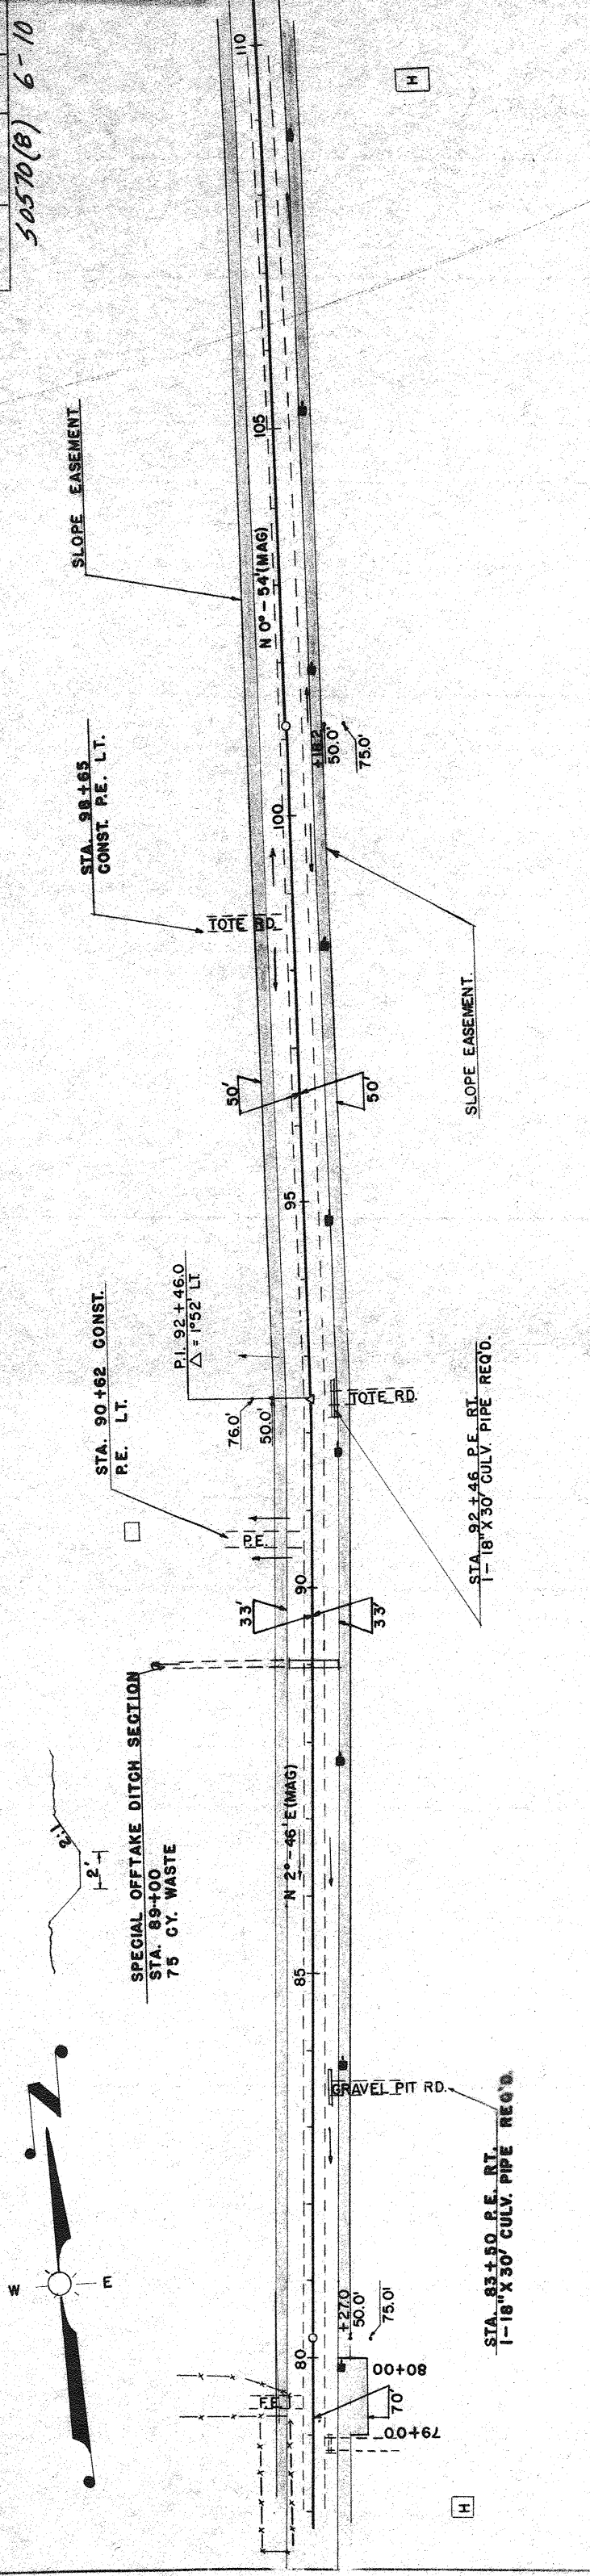 50570(B) 6-10
110
H
SLOPE EASEMENT
105
N 0°-54'(MAG)
STA. 98+65
CONST. P.E. LT.
+18.2
50.0'
75.0'
100
TOTE RD.
SLOPE EASEMENT
50'
50'
95
P.I. 92+46.0
△ = 1°52' LT.
STA. 90+62 CONST.
P.E. LT.
76.0'
50.0'
TOTE RD.
STA. 92+46 P.E. RT.
1-18"X30' CULV. PIPE REQ'D.
P.E.
90
33'
33'
SPECIAL OFFTAKE DITCH SECTION
STA. 89+00
75 CY. WASTE
2:1
2'
N 2°-46' E(MAG)
85
GRAVEL PIT RD.
STA. 83+50 P.E. RT.
1-18"X30' CULV. PIPE REQ'D.
N
W
E
+27.0
50.0'
75.0'
80
80+00
F.E.
70'
79+00
H